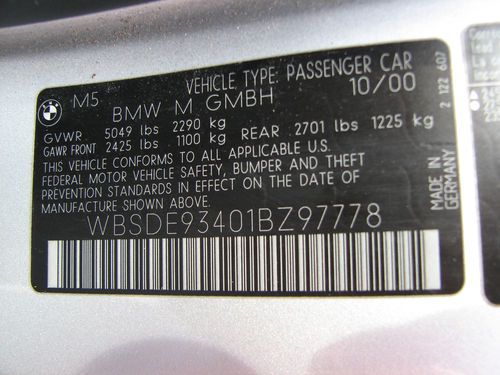 M5 VEHICLE TYPE: PASSENGER CAR
BMW M GMBH 10/00
GVWR 5049 lbs 2290 kg
GAWR FRONT 2425 lbs 1100 kg REAR 2701 lbs 1225 kg
THIS VEHICLE CONFORMS TO ALL APPLICABLE U.S.
FEDERAL MOTOR VEHICLE SAFETY, BUMPER AND THEFT
PREVENTION STANDARDS IN EFFECT ON THE DATE OF
MANUFACTURE SHOWN ABOVE.
WBSDE93401BZ97778
MADE IN
GERMANY
2 122 607